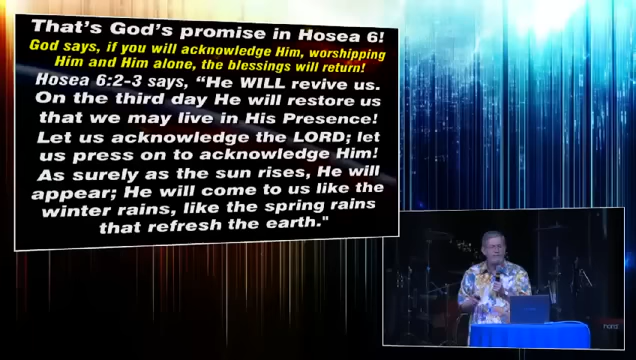 That's God's promise in Hosea 6!
God says, if you will acknowledge Him, worshipping
Him and Him alone, the blessings will return!
Hosea 6:2-3 says, “He WILL revive us.
On the third day He will restore us
that we may live in His Presence!
Let us acknowledge the LORD; let
us press on to acknowledge Him!
As surely as the sun rises, He will
appear; He will come to us like the
winter rains, like the spring rains
that refresh the earth."